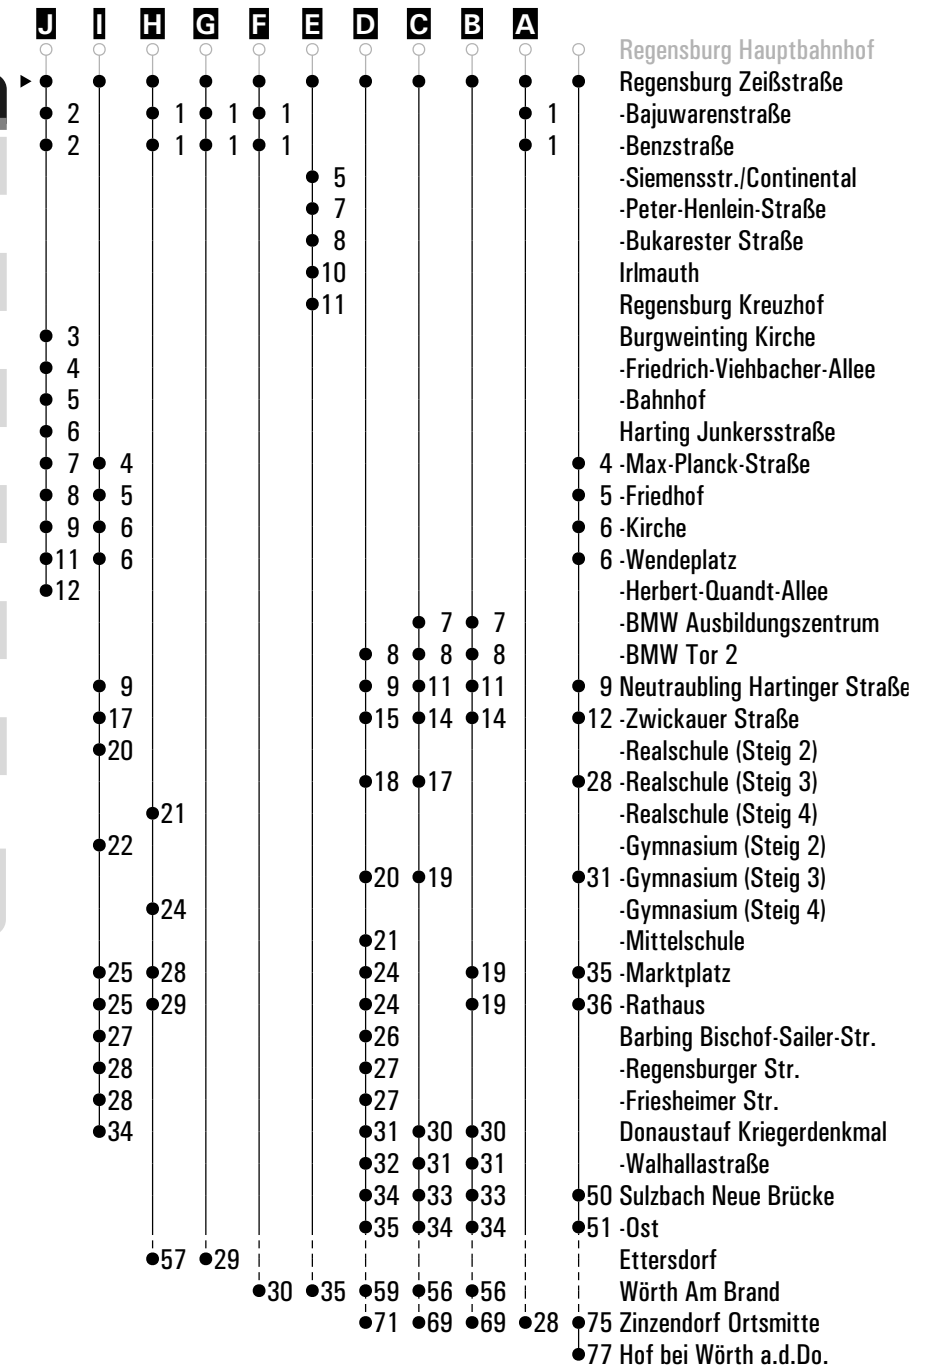 J I H G F E D C B A
Regensburg Hauptbahnhof
Regensburg Zeißstraße
2 1 1 1 1 -Bajuwarenstraße
2 1 1 1 1 -Benzstraße
5 -Siemensstr./Continental
7 -Peter-Henlein-Straße
8 -Bukarester Straße
10 Irlmauth
11 Regensburg Kreuzhof
3 Burgweinting Kirche
4 -Friedrich-Viehbacher-Allee
5 -Bahnhof
6 Harting Junkersstraße
7 4 4 -Max-Planck-Straße
8 5 5 -Friedhof
9 6 6 -Kirche
11 6 6 -Wendeplatz
12 -Herbert-Quandt-Allee
7 7 -BMW Ausbildungszentrum
8 8 8 -BMW Tor 2
9 9 11 11 9 Neutraubling Hartinger Straße
17 15 14 14 12 -Zwickauer Straße
20 -Realschule (Steig 2)
18 17 28 -Realschule (Steig 3)
21 -Realschule (Steig 4)
22 -Gymnasium (Steig 2)
20 19 31 -Gymnasium (Steig 3)
24 -Gymnasium (Steig 4)
21 -Mittelschule
25 28 24 19 35 -Marktplatz
25 29 24 19 36 -Rathaus
27 26 Barbing Bischof-Sailer-Str.
28 27 -Regensburger Str.
28 27 -Friesheimer Str.
34 31 30 30 Donaustauf Kriegerdenkmal
32 31 31 -Walhallastraße
34 33 33 50 Sulzbach Neue Brücke
35 34 34 51 -Ost
57 29 Ettersdorf
30 35 59 56 56 Wörth Am Brand
71 69 69 28 75 Zinzendorf Ortsmitte
77 Hof bei Wörth a.d.Do.